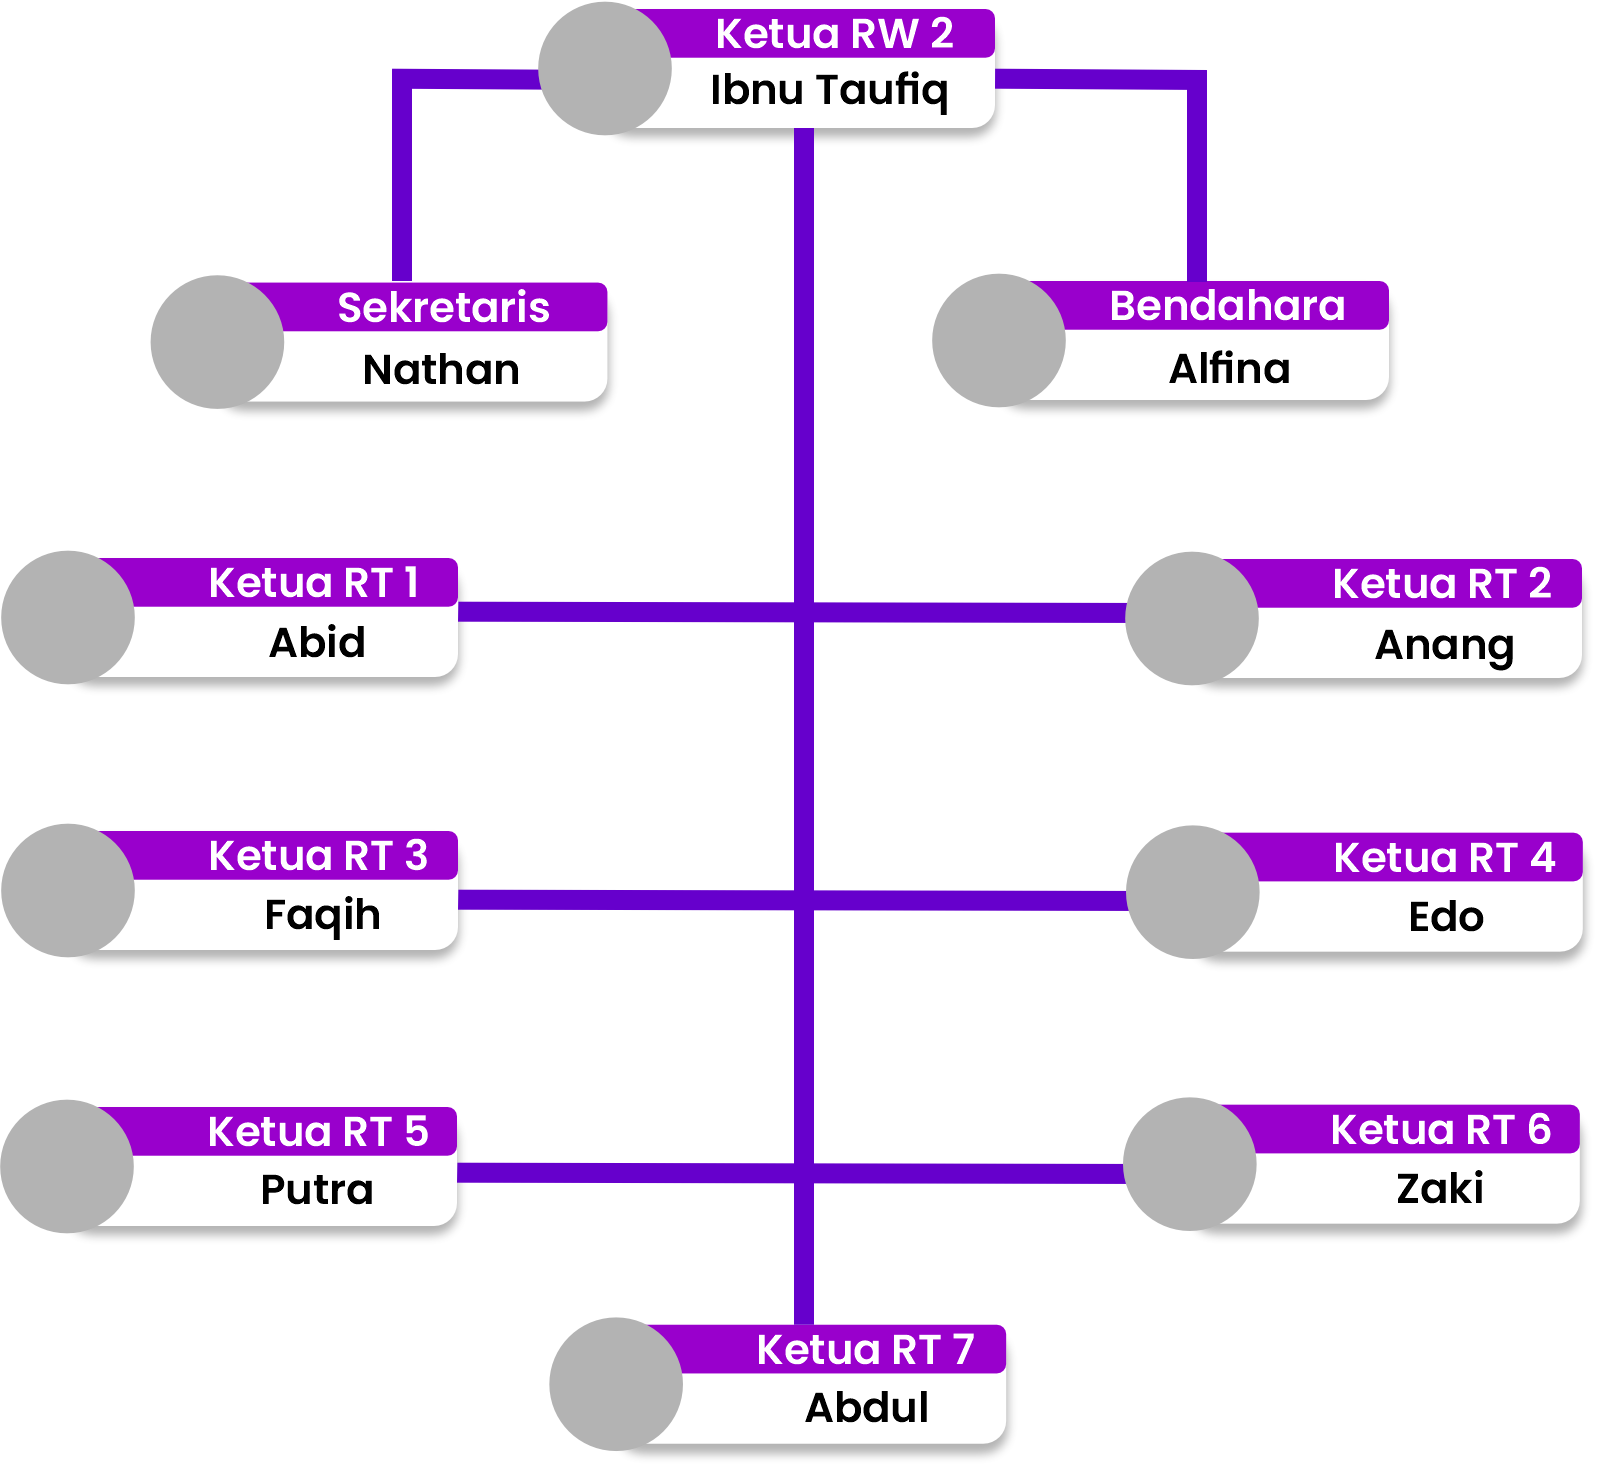 Ketua RW 2
Ibnu Taufiq
Sekretaris
Nathan
Bendahara
Alfina
Ketua RT 1
Abid
Ketua RT 2
Anang
Ketua RT 3
Faqih
Ketua RT 4
Edo
Ketua RT 5
Putra
Ketua RT 6
Zaki
Ketua RT 7
Abdul